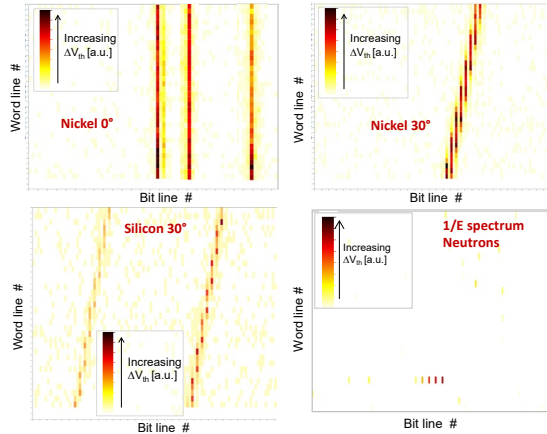 Increasing
ΔVth [a.u.]
Nickel 0°
Word line #
Bit line #
Increasing
ΔVth [a.u.]
Nickel 30°
Word line #
Bit line #
Silicon 30°
Increasing
ΔVth [a.u.]
Word line #
Bit line #
Increasing
ΔVth [a.u.]
1/E spectrum
Neutrons
Word line #
Bit line #